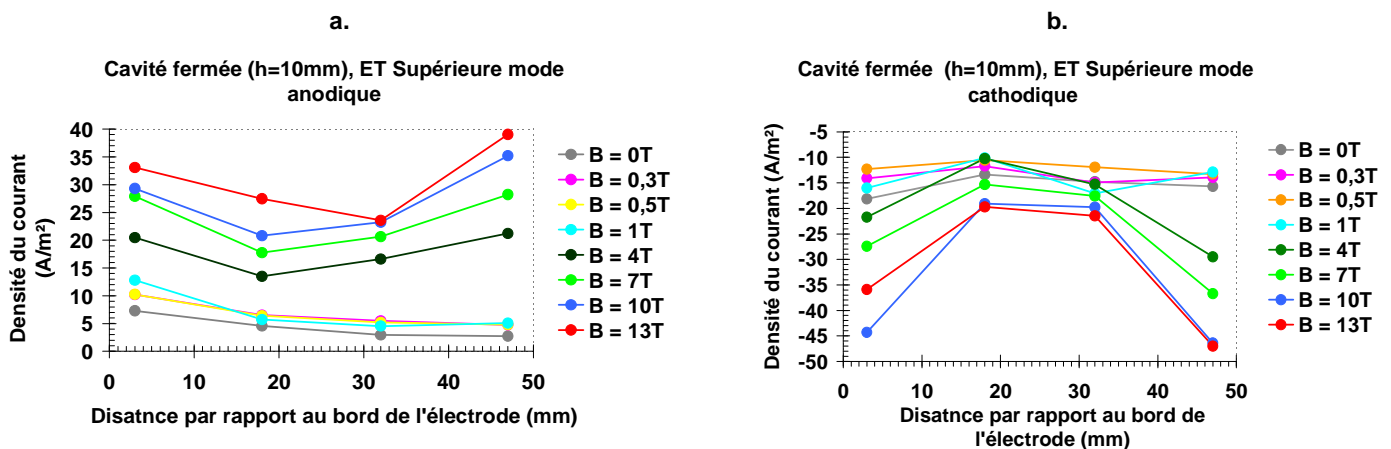 a.
Cavité fermée (h=10mm), ET Supérieure mode
anodique
Densité du courant
(A/m²)
40
35
30
25
20
15
10
5
0
0 10 20 30 40 50
Disatnce par rapport au bord de l'électrode (mm)
B = 0T
B = 0,3T
B = 0,5T
B = 1T
B = 4T
B = 7T
B = 10T
B = 13T
b.
Cavité fermée (h=10mm), ET Supérieure mode
cathodique
Densité du courant (A/m²)
-5
-10
-15
-20
-25
-30
-35
-40
-45
-50
0 10 20 30 40 50
Disatnce par rapport au bord de
l'électrode (mm)
B = 0T
B = 0,3T
B = 0,5T
B = 1T
B = 4T
B = 7T
B = 10T
B = 13T